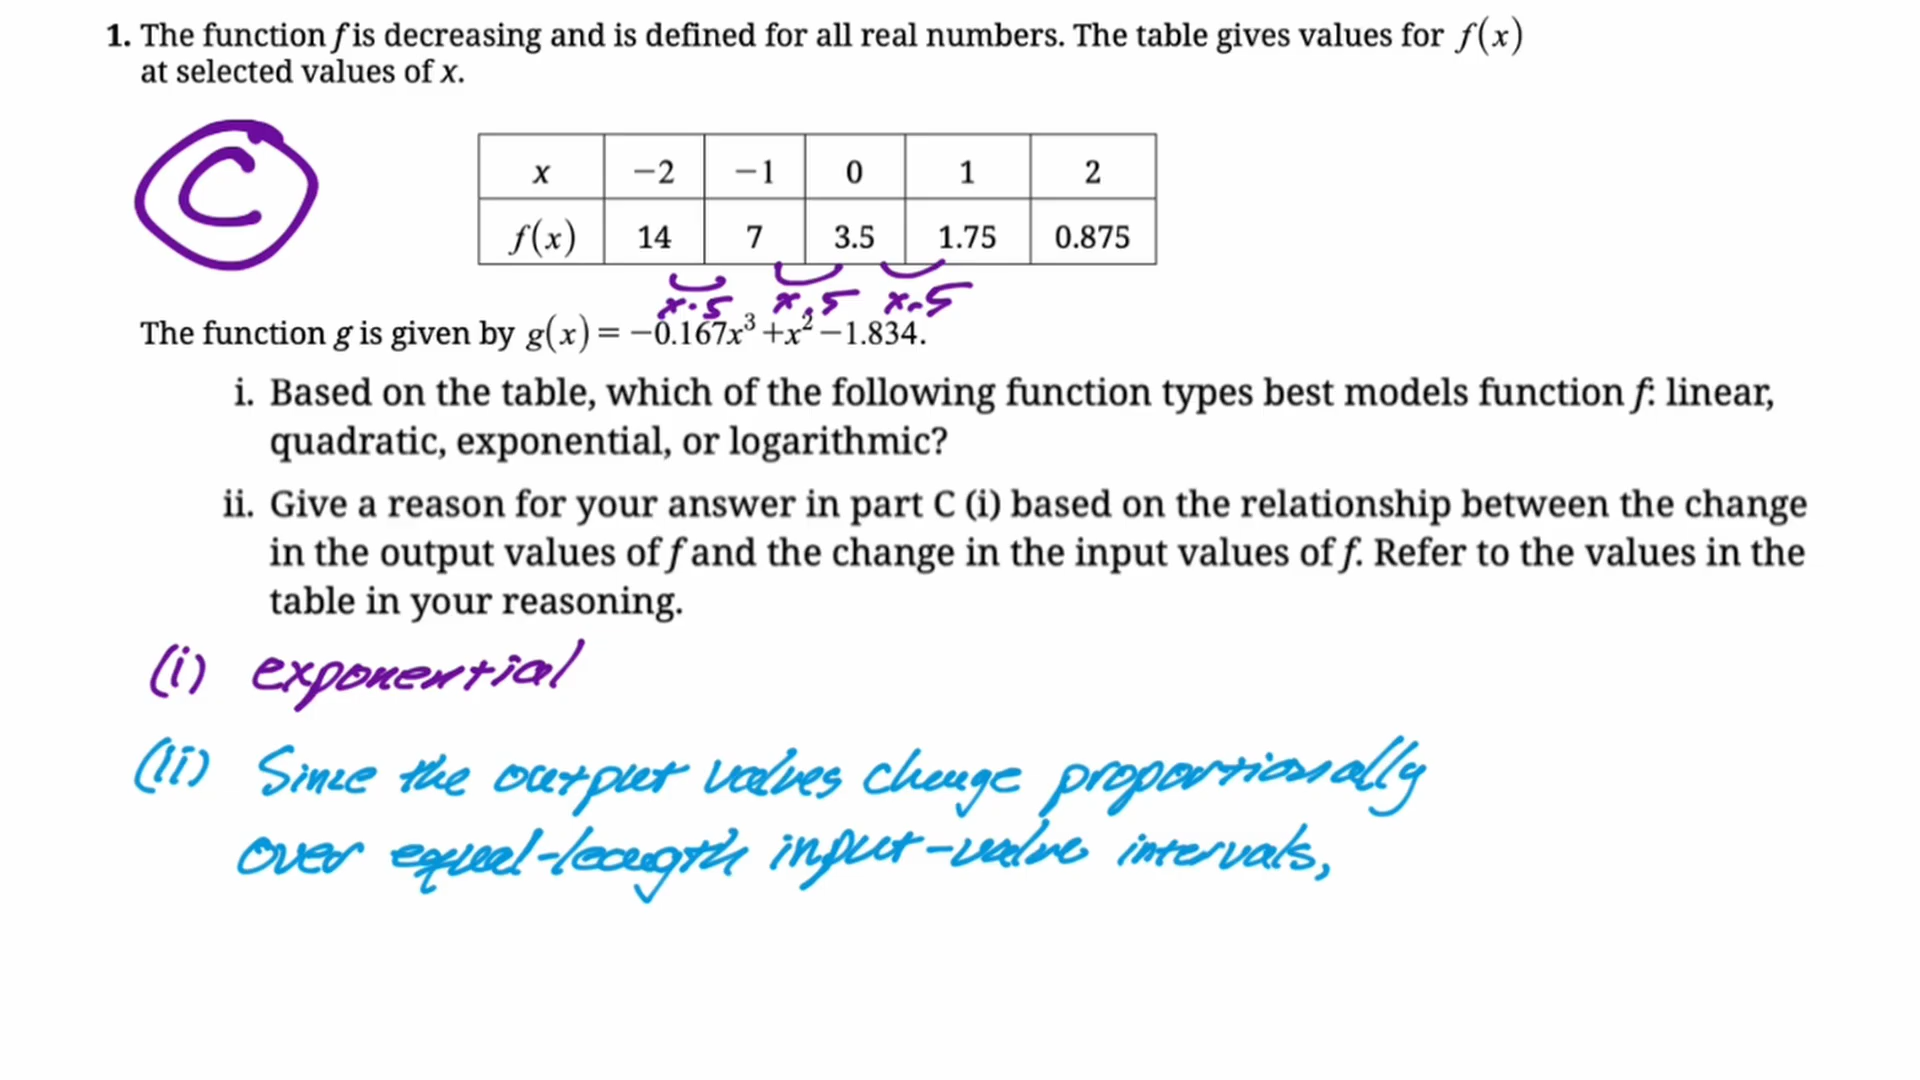 1. The function f is decreasing and is defined for all real numbers. The table gives values for f(x)
at selected values of x.
C
x −2 −1 0 1 2
f(x) 14 7 3.5 1.75 0.875
x.5 x.5 x.5
The function g is given by g(x) = −0.167x³ +x² −1.834.
i. Based on the table, which of the following function types best models function f: linear,
quadratic, exponential, or logarithmic?
ii. Give a reason for your answer in part C (i) based on the relationship between the change
in the output values of f and the change in the input values of f. Refer to the values in the
table in your reasoning.
(i) exponential
(ii) Since the output values change proportionally
over equal-length input-value intervals,